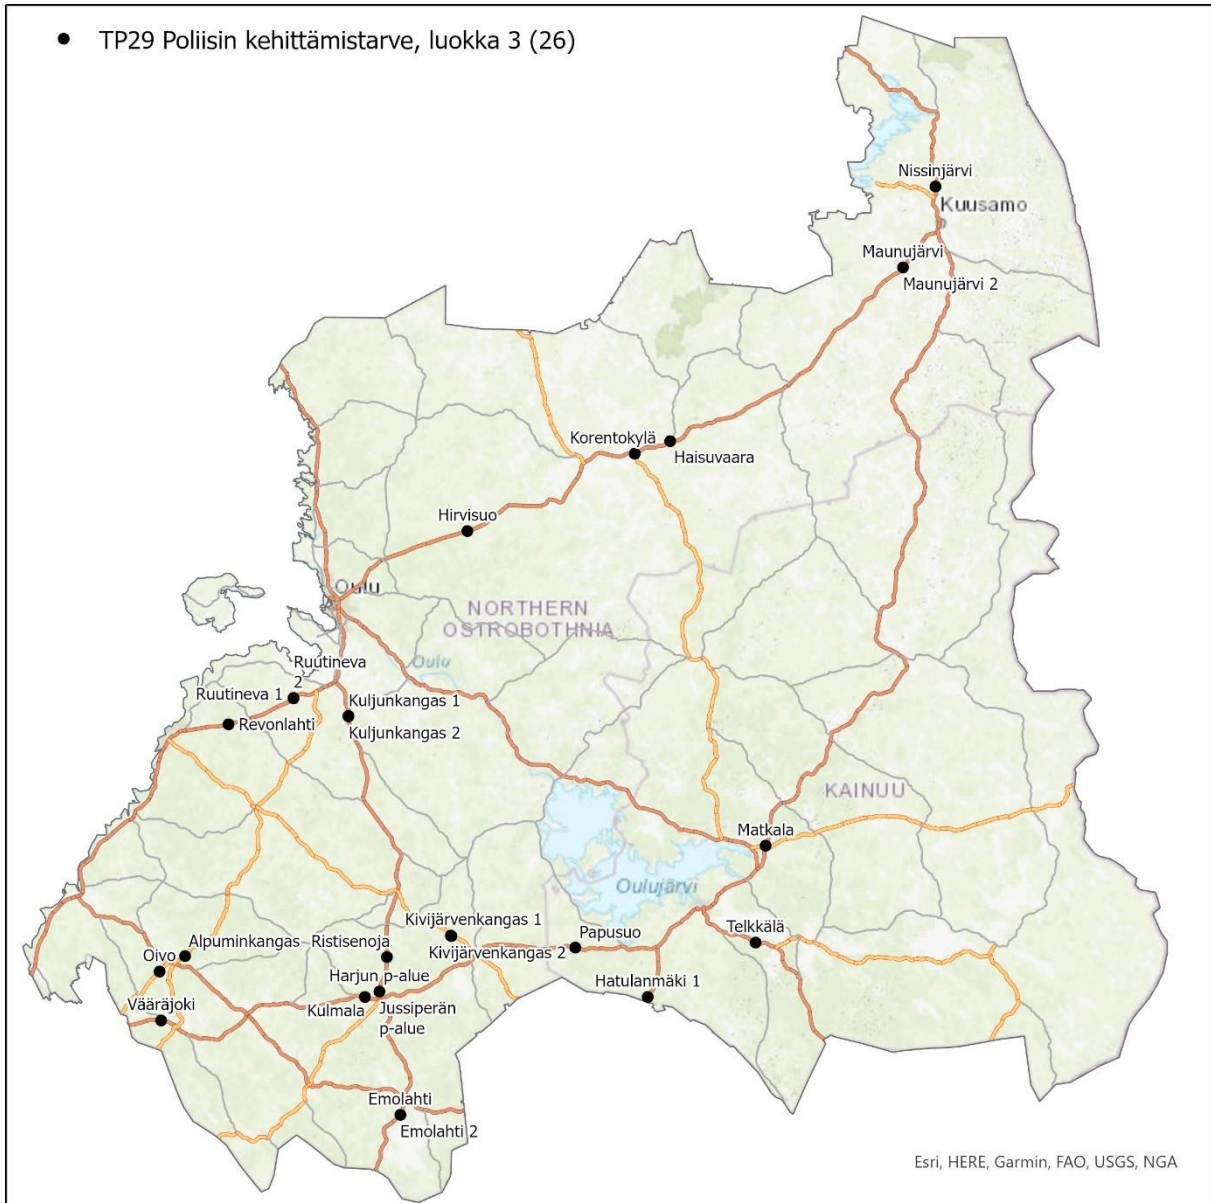 TP29 Poliisin kehittämistarve, luokka 3 (26)
Nissinjärvi
Kuusamo
Maunujärvi
Maunujärvi 2
Korentokylä
Haisuvaara
Hirvisuo
Oulu
NORTHERN
OSTROBOTHNIA
Oulu
Ruutineva
2
Ruutineva 1
Kuljunkangas 1
Revonlahti
Kuljunkangas 2
KAINUU
Matkala
Oulujärvi
Kivijärvenkangas 1
Telkkälä
Alpuminkangas
Ristisenoja
Kivijärvenkangas 2
Papusuo
Oivo
Harjun p-alue
Hatulanmäki 1
Vääräjoki
Külmala
Jussiperän
p-alue
Emolahti
Emolahti 2
Esri, HERE, Garmin, FAO, USGS, NGA